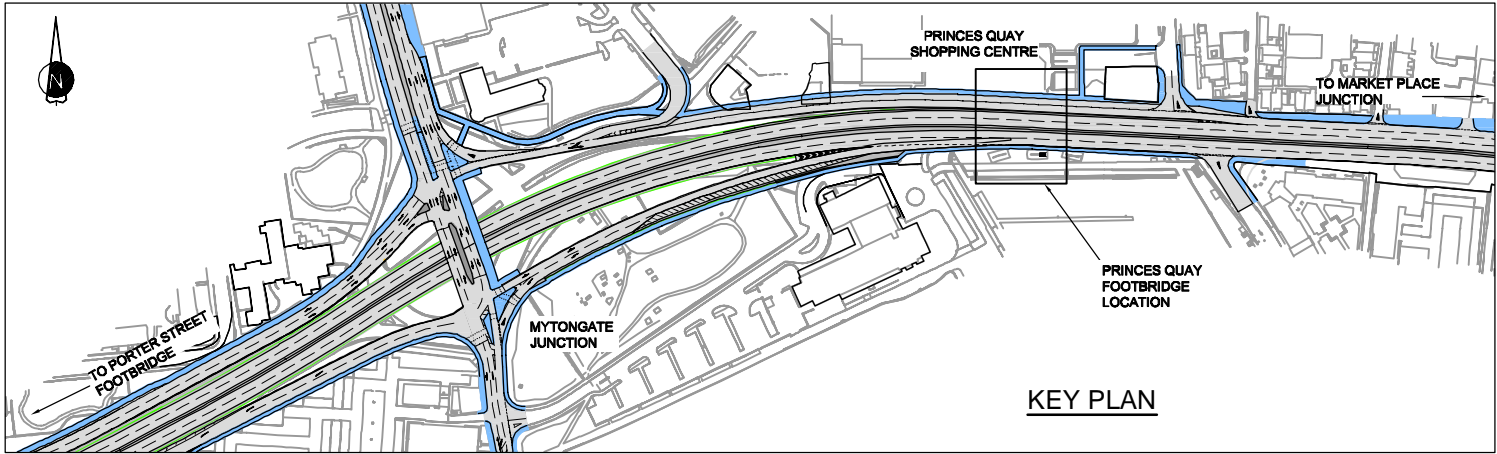 N
PRINCES QUAY
SHOPPING CENTRE
TO MARKET PLACE
JUNCTION
PRINCES QUAY
FOOTBRIDGE
LOCATION
MYTONGATE
JUNCTION
TO PORTER STREET
FOOTBRIDGE
KEY PLAN